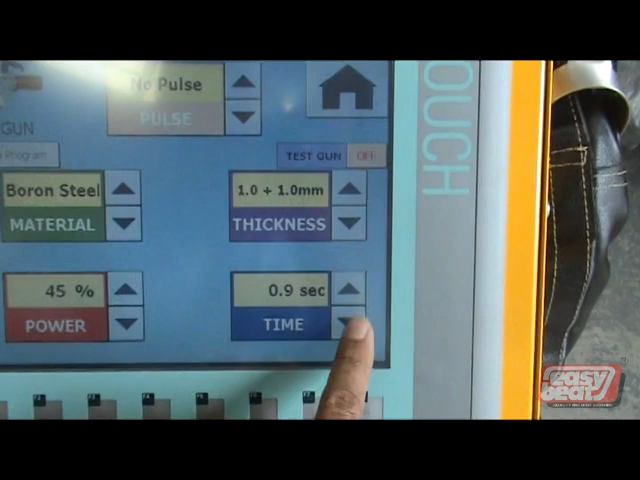 No Pulse
PULSE
GUN
Program
TEST GUN OFF
Boron Steel
MATERIAL
1.0 + 1.0mm
THICKNESS
45 %
POWER
0.9 sec
TIME
OUCH
easy
beat